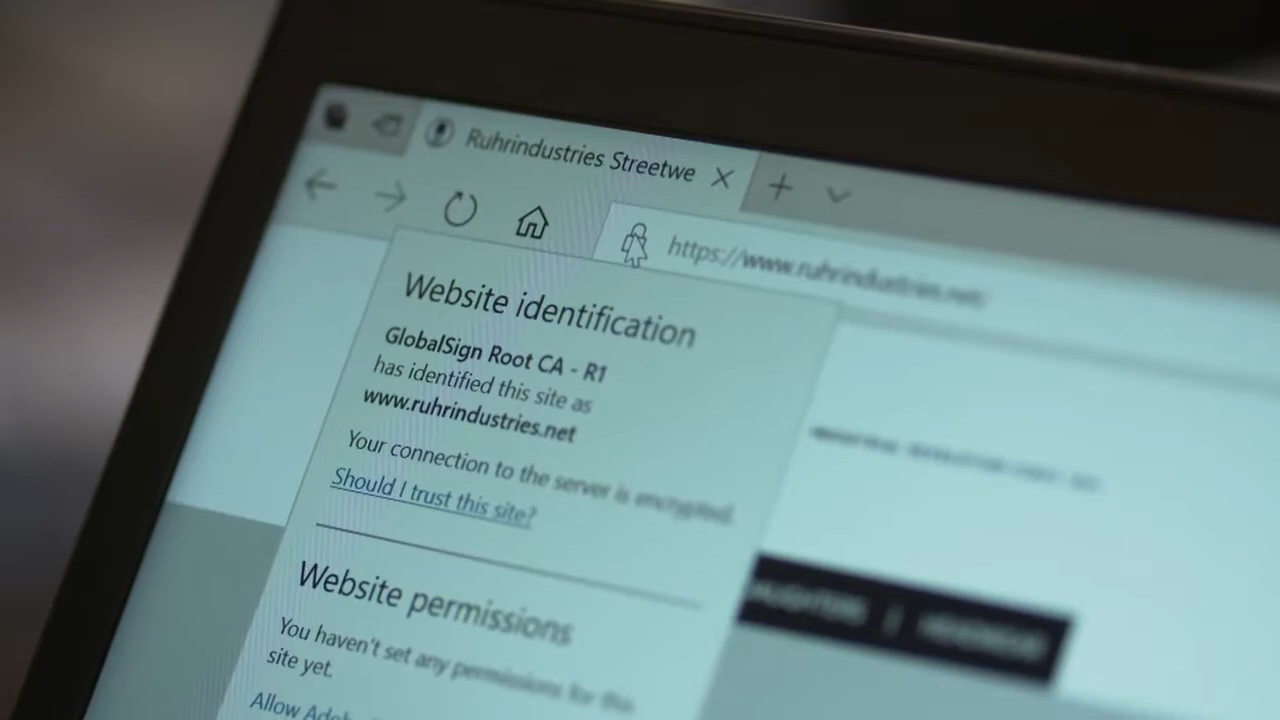 Ruhrindustries Streetwe
https://www.ruhrindustries.net/
Website identification
GlobalSign Root CA - R1
has identified this site as
www.ruhrindustries.net
Your connection to the server is encrypted.
Should I trust this site?
Website permissions
You haven't set any permissions for this
site yet.
Allow Adob